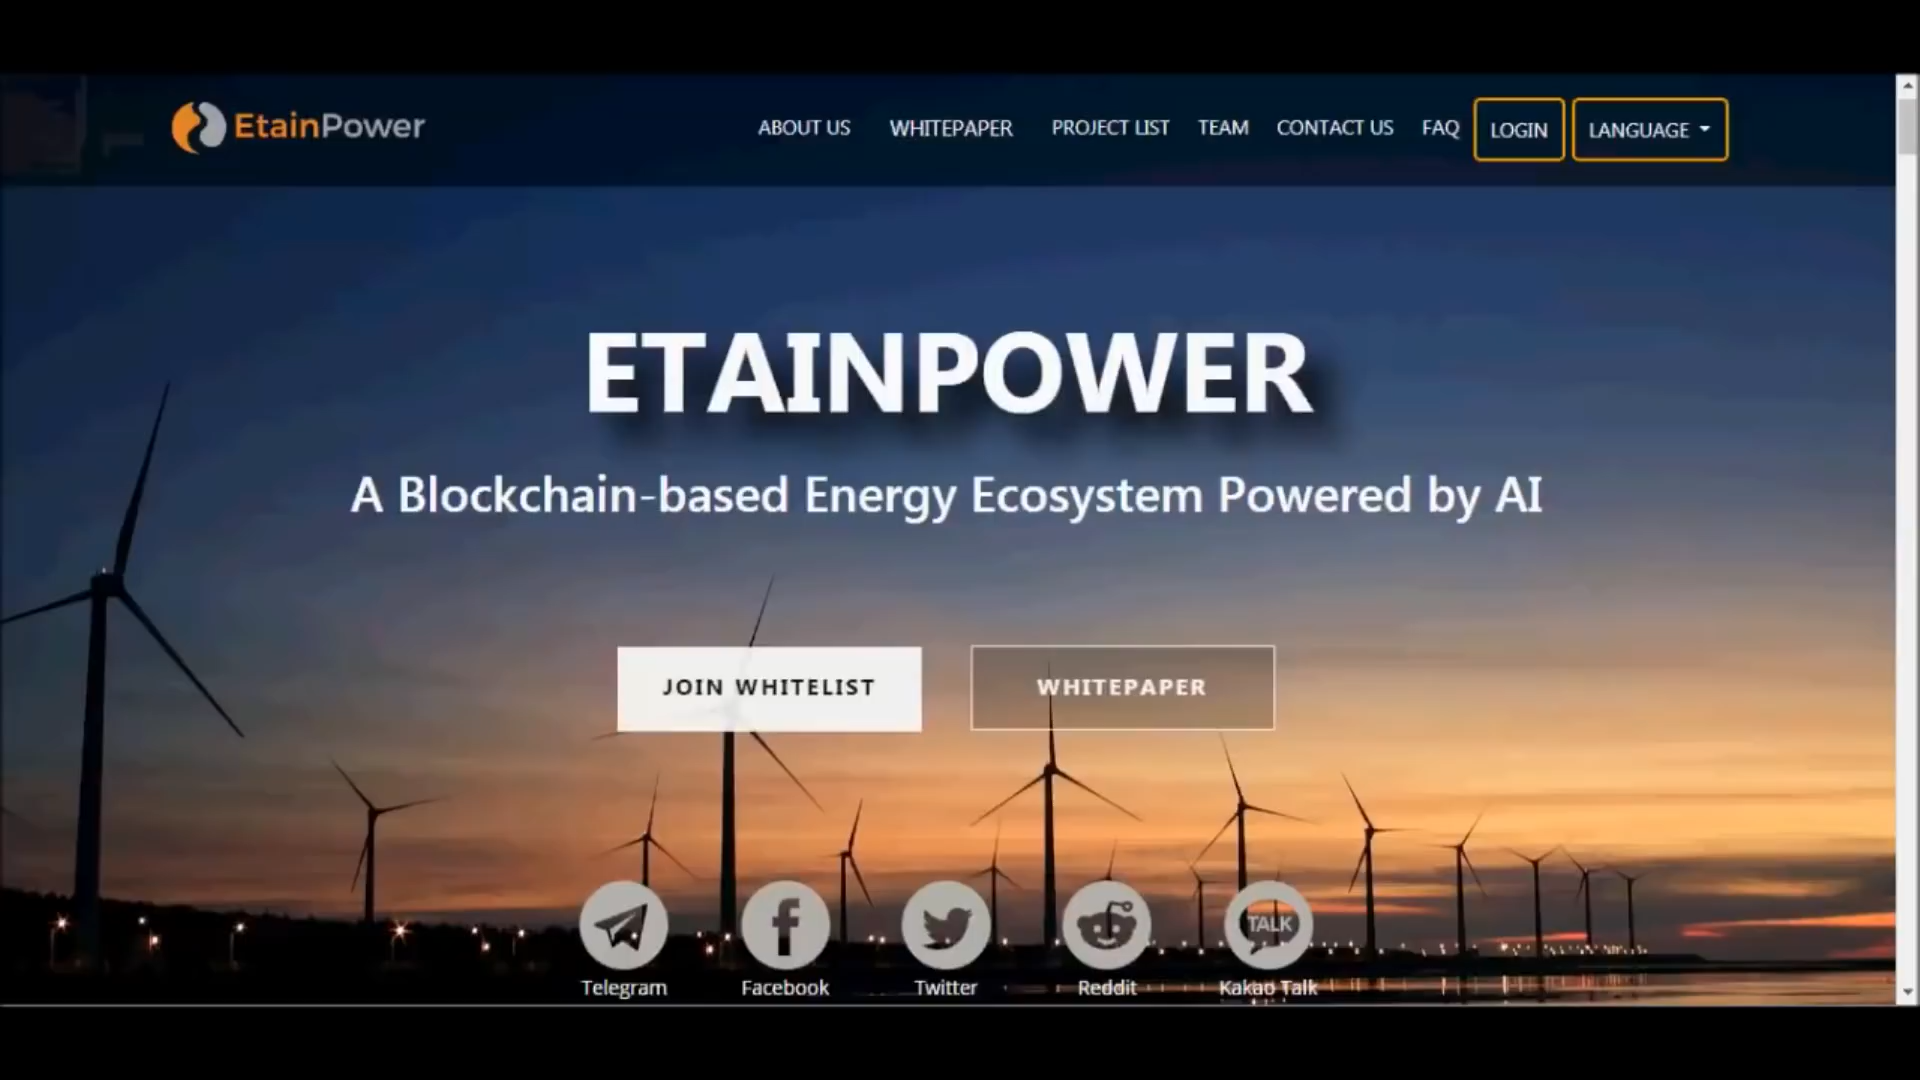 EtainPower
ABOUT US WHITEPAPER PROJECT LIST TEAM CONTACT US FAQ LOGIN LANGUAGE
ETAINPOWER
A Blockchain-based Energy Ecosystem Powered by AI
JOIN WHITELIST WHITEPAPER
TALK
Telegram Facebook Twitter Reddit Kakao Talk